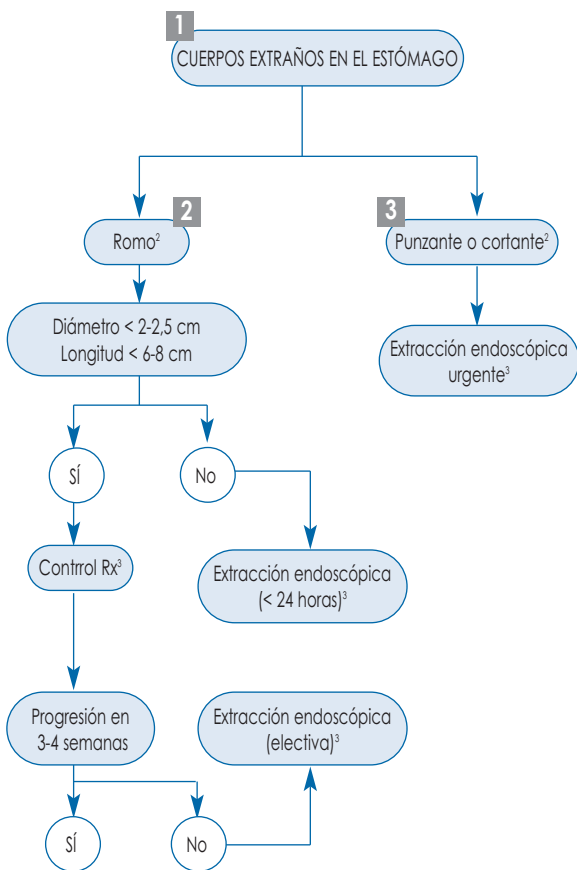 1
CUERPOS EXTRAÑOS EN EL ESTÓMAGO
2
Romo²
3
Punzante o cortante²
Diámetro < 2-2,5 cm
Longitud < 6-8 cm
Extracción endoscópica
urgente³
SÍ
No
Contrrol Rx³
Extracción endoscópica
(< 24 horas)³
Progresión en
3-4 semanas
Extracción endoscópica
(electiva)³
SÍ
No